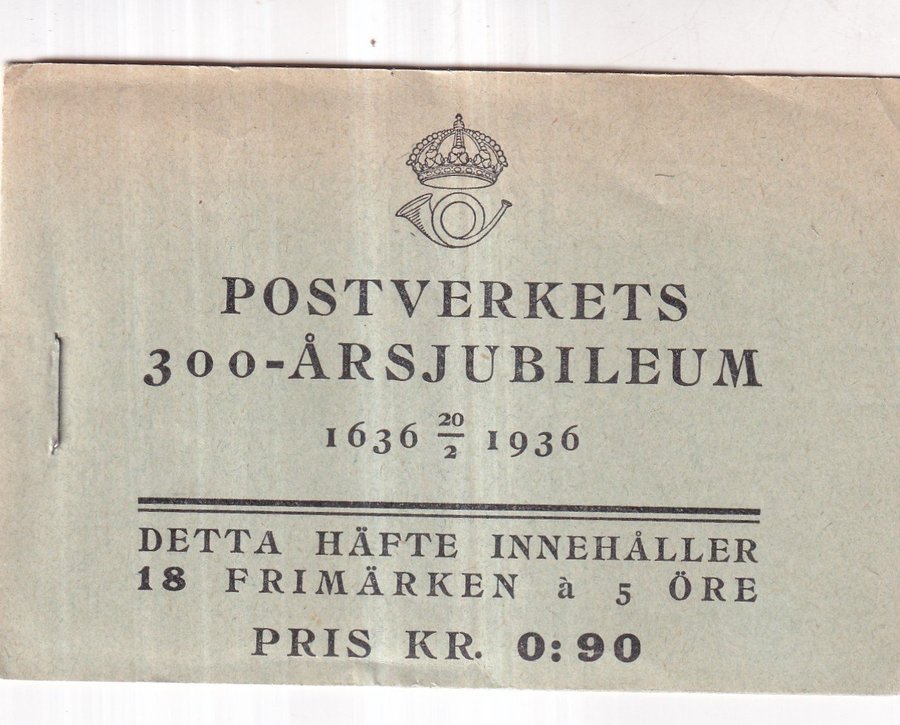 POSTVERKETS
300-ÅRSJUBILEUM
1636 20/2 1936
DETTA HÄFTE INNEHÅLLER
18 FRIMÄRKEN à 5 ÖRE
PRIS KR. 0:90